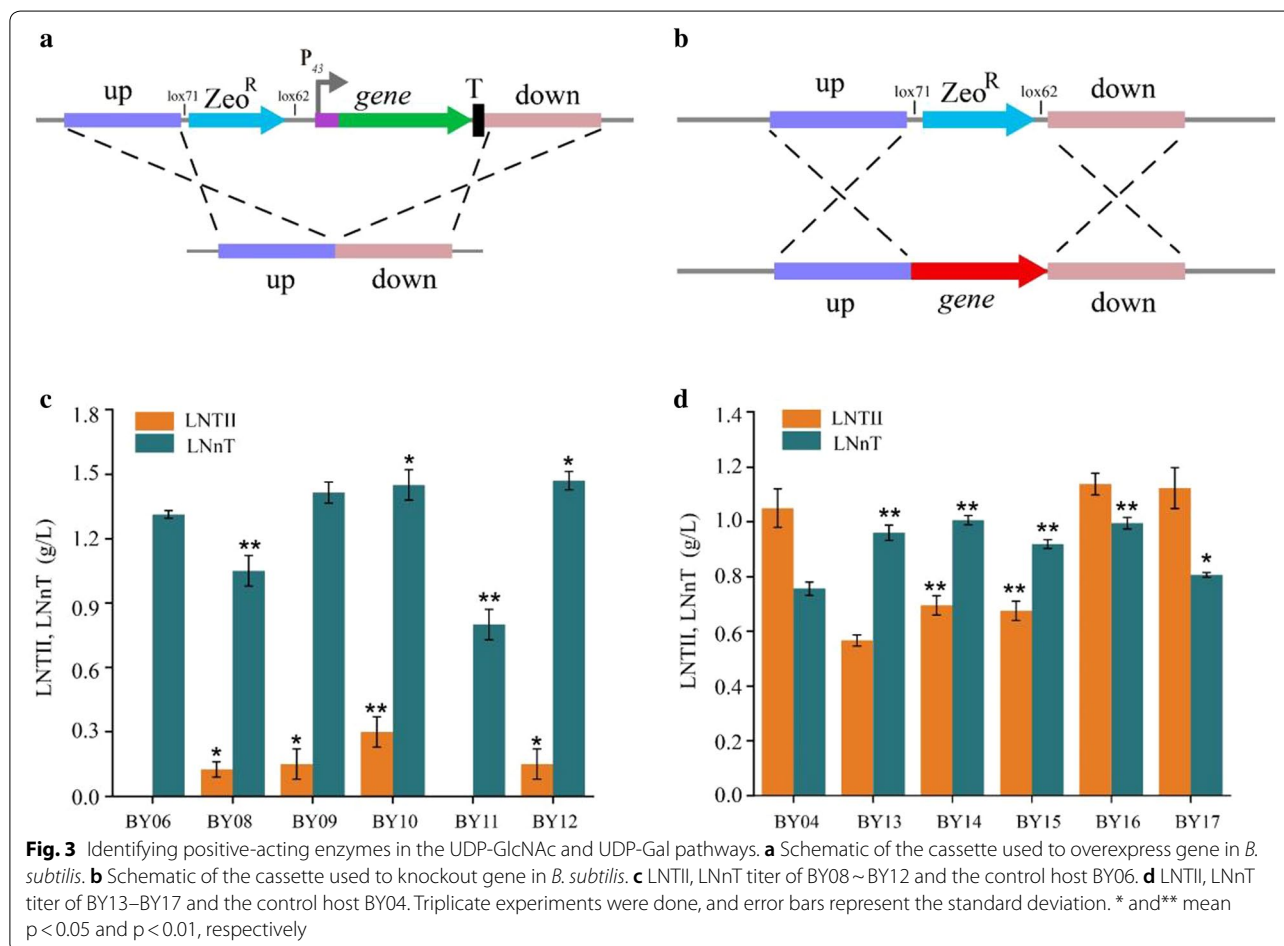 a
up
lox71
Zeo^R
lox62
P_43
gene
T
down
up
down
b
up
lox71
Zeo^R
lox62
down
up
gene
down
c
LNTII
LNnT
LNTII, LNnT (g/L)
1.8
1.5
1.2
0.9
0.6
0.3
0.0
*
**
*
**
*
**
*
*
BY06 BY08 BY09 BY10 BY11 BY12
d
LNTII
LNnT
LNTII, LNnT (g/L)
1.4
1.2
1.0
0.8
0.6
0.4
0.2
0.0
**
**
**
**
**
**
*
BY04 BY13 BY14 BY15 BY16 BY17
Fig. 3 Identifying positive-acting enzymes in the UDP-GlcNAc and UDP-Gal pathways. a Schematic of the cassette used to overexpress gene in B.
subtilis. b Schematic of the cassette used to knockout gene in B. subtilis. c LNTII, LNnT titer of BY08~BY12 and the control host BY06. d LNTII, LNnT
titer of BY13–BY17 and the control host BY04. Triplicate experiments were done, and error bars represent the standard deviation. * and** mean
p < 0.05 and p < 0.01, respectively